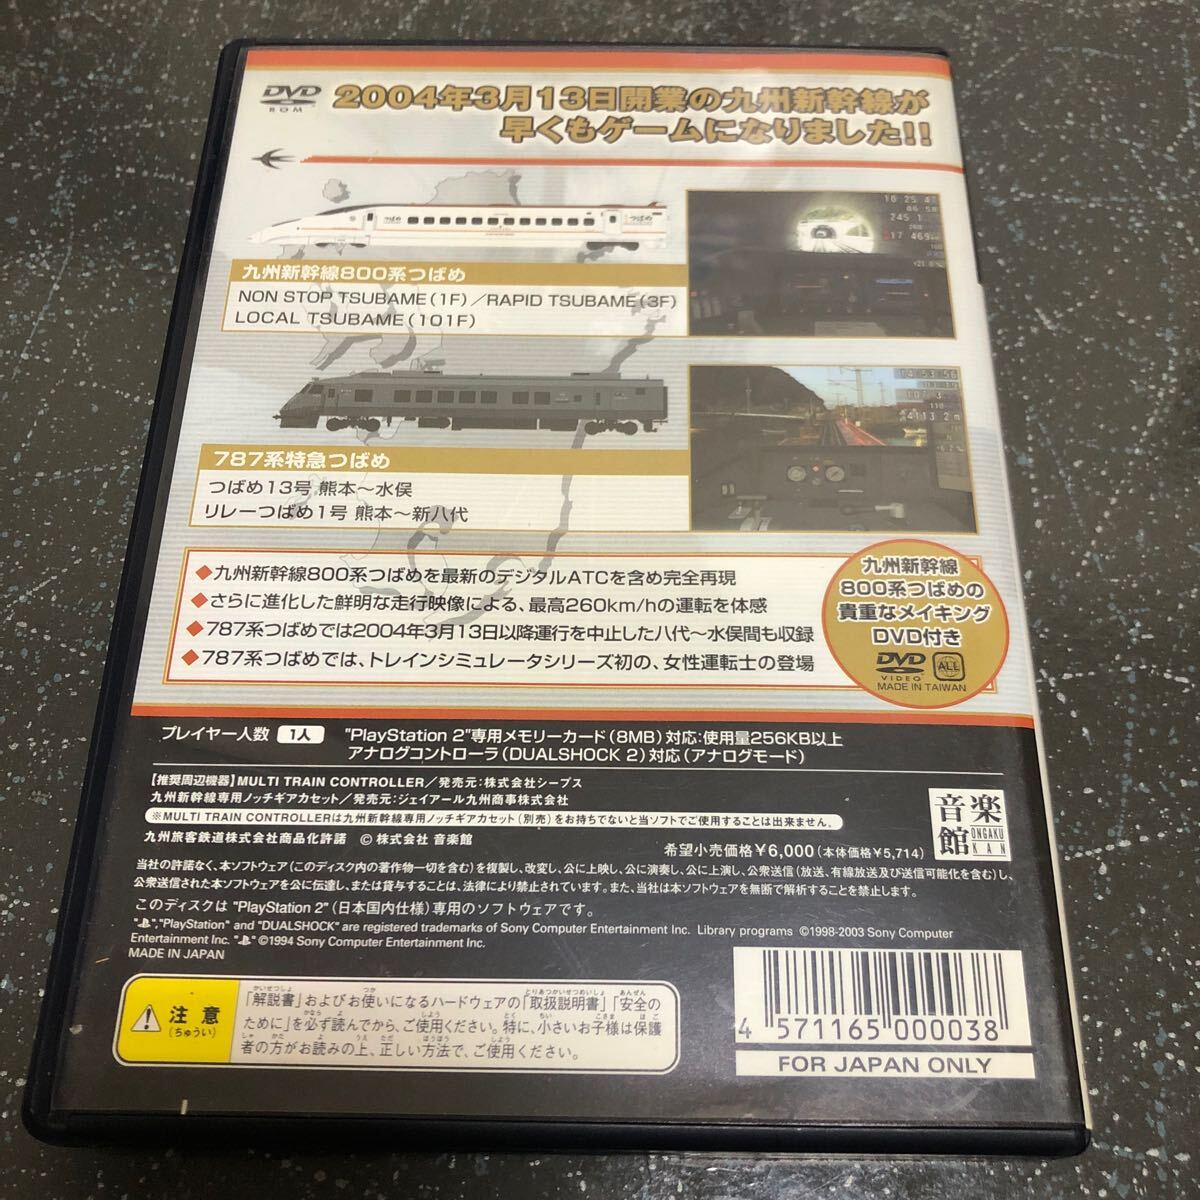 DVD
ROM
2004年3月13日開業の九州新幹線が
早くもゲームになりました!!
つばめ
九州新幹線800系つばめ
NON STOP TSUBAME(1F)／RAPID TSUBAME(3F)
LOCAL TSUBAME(101F)
787系特急つばめ
つばめ13号 熊本～水俣
リレーつばめ1号 熊本～新八代
◆九州新幹線800系つばめを最新のデジタルATCを含め完全再現
◆さらに進化した鮮明な走行映像による、最高260km/hの運転を体感
◆787系つばめでは2004年3月13日以降運行を中止した八代～水俣間も収録
◆787系つばめでは、トレインシミュレータシリーズ初の、女性運転士の登場
九州新幹線
800系つばめの
貴重なメイキング
DVD付き
DVD
VIDEO
ALL
MADE IN TAIWAN
プレイヤー人数 1人
"PlayStation 2"専用メモリーカード(8MB)対応:使用量256KB以上
アナログコントローラ(DUALSHOCK 2)対応(アナログモード)
【推奨周辺機器】MULTI TRAIN CONTROLLER／発売元:株式会社シープス
九州新幹線専用ノッチギアカセット／発売元:ジェイアール九州商事株式会社
※MULTI TRAIN CONTROLLERは九州新幹線専用ノッチギアカセット(別売)をお持ちでないと当ソフトでご使用することは出来ません。
九州旅客鉄道株式会社商品化許諾 © 株式会社 音楽館
音楽館
ONGAKU
KAN
希望小売価格¥6,000(本体価格¥5,714)
当社の許諾なく、本ソフトウェア(このディスク内の著作物一切を含む)を複製し、改変し、公に上映し、公に演奏し、公に上演し、公衆送信(放送、有線放送及び送信可能化を含む)し、
公衆送信された本ソフトウェアを公に伝達し、または貸与することは、法律により禁止されています。また、当社は本ソフトウェアを無断で解析することを禁止します。
このディスクは "PlayStation 2"(日本国内仕様)専用のソフトウェアです。
" ","PlayStation" and "DUALSHOCK" are registered trademarks of Sony Computer Entertainment Inc. Library programs ©1998-2003 Sony Computer
Entertainment Inc. " " ©1994 Sony Computer Entertainment Inc.
MADE IN JAPAN
注意
(ちゅうい)
「解説書」およびお使いになるハードウェアの「取扱説明書」「安全の
ために」を必ず読んでから、ご使用ください。特に、小さいお子様は保護
者の方がお読みの上、正しい方法で、ご使用ください。
4 571165 000038
FOR JAPAN ONLY